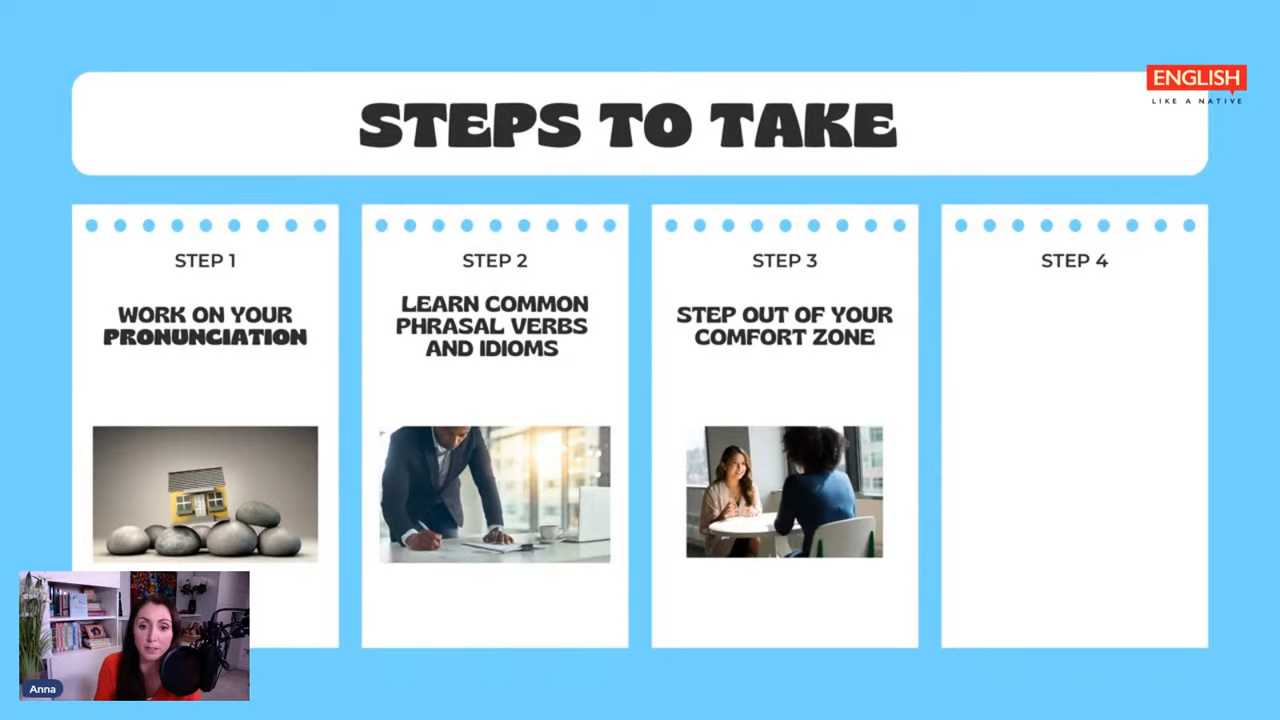 ENGLISH
LIKE A NATIVE
STEPS TO TAKE
STEP 1
WORK ON YOUR
PRONUNCIATION
STEP 2
LEARN COMMON
PHRASAL VERBS
AND IDIOMS
STEP 3
STEP OUT OF YOUR
COMFORT ZONE
STEP 4
Anna